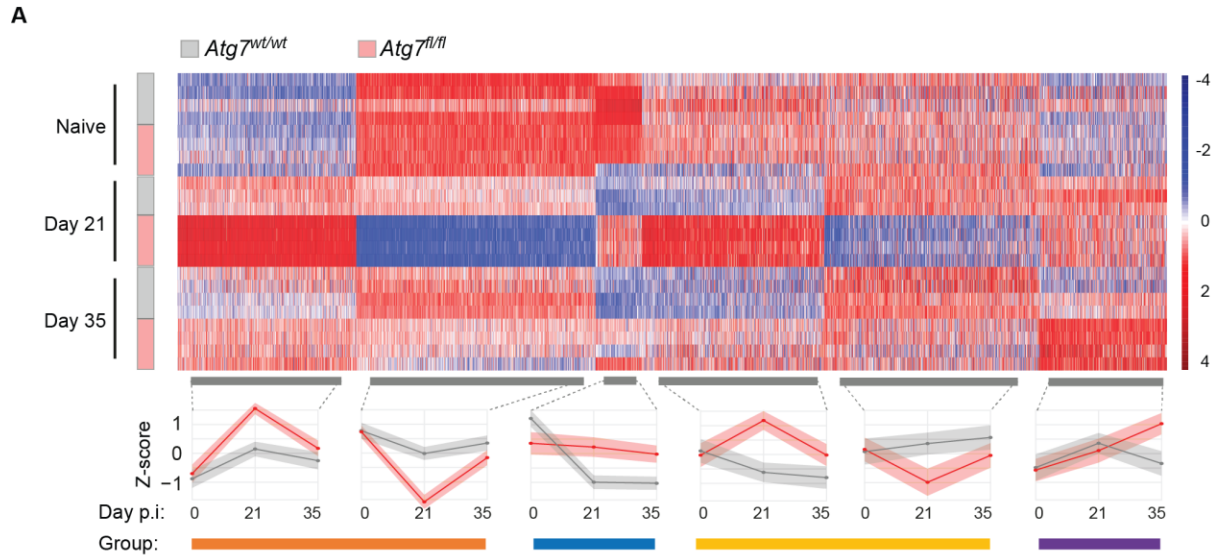 A
Atg7wt/wt Atg7fl/fl
Naive
Day 21
Day 35
-4
-2
0
2
4
Z-score
1
0
−1
Day p.i: 0 21 35 0 21 35 0 21 35 0 21 35 0 21 35 0 21 35
Group: